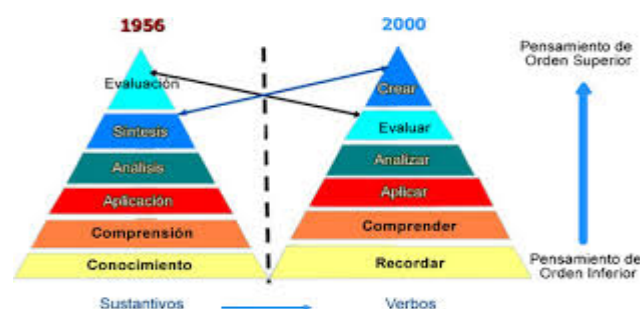 1956
2000
Pensamiento de
Orden Superior
Evaluación
Crear
Síntesis
Evaluar
Análisis
Analizar
Aplicación
Aplicar
Comprensión
Comprender
Conocimiento
Recordar
Pensamiento de
Orden Inferior
Sustantivos
Verbos